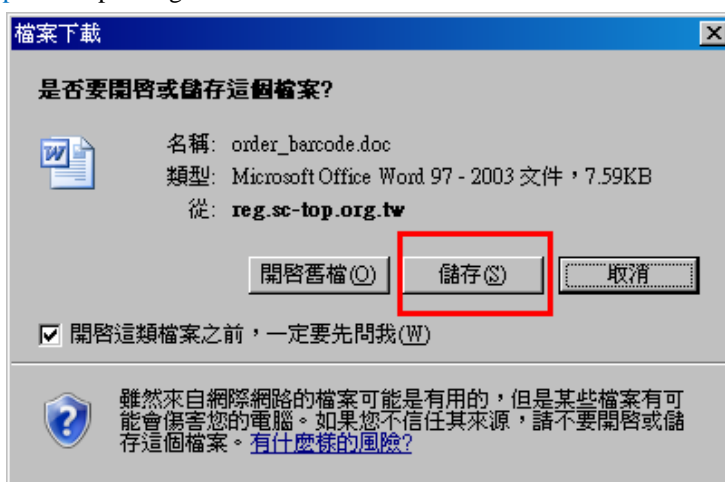 檔案下載
是否要開啓或儲存這個檔案?
名稱: order_barcode.doc
類型: Microsoft Office Word 97 - 2003 文件，7.59KB
從: reg.sc-top.org.tw
開啓舊檔(O) 儲存(S) 取消
開啓這類檔案之前，一定要先問我(W)
雖然來自網際網路的檔案可能是有用的，但是某些檔案有可
能會傷害您的電腦。如果您不信任其來源，請不要開啓或儲
存這個檔案。有什麼樣的風險?